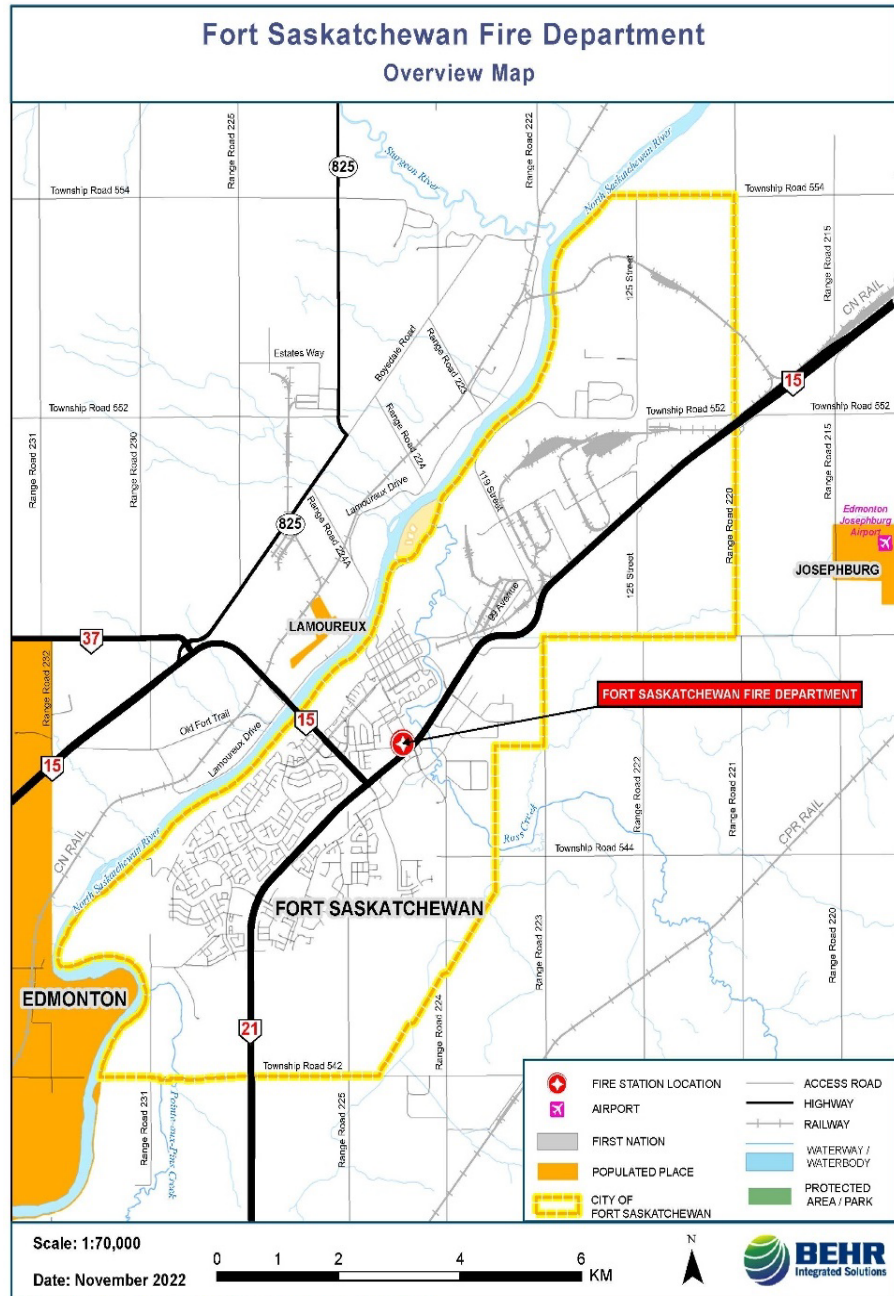 Fort Saskatchewan Fire Department
Overview Map
Range Road 225
825
Range Road 222
Sturgeon River
North Saskatchewan River
Township Road 554
Township Road 554
125 Street
Range Road 215
CN RAIL
Estates Way
Boysdale Road
Range Road 223
15
Township Road 552
Township Road 552
Township Road 552
Range Road 231
Range Road 230
Range Road 224
Lamoureux Drive
119 Street
Range Road 220
Range Road 215
825
Range Road 224A
Edmonton
Josephburg
Airport
JOSEPHBURG
99 Avenue
125 Street
LAMOUREUX
37
Range Road 232
FORT SASKATCHEWAN FIRE DEPARTMENT
Old Fort Trail
15
Lamoureux Drive
15
Range Road 222
Range Road 221
CN RAIL
North Saskatchewan River
Ross Creek
Township Road 544
CPR RAIL
FORT SASKATCHEWAN
Range Road 223
Range Road 220
EDMONTON
21
Range Road 224
Township Road 542
Range Road 231
Pointe-aux-Pins Creek
Range Road 225
FIRE STATION LOCATION
AIRPORT
FIRST NATION
POPULATED PLACE
CITY OF
FORT SASKATCHEWAN
ACCESS ROAD
HIGHWAY
RAILWAY
WATERWAY /
WATERBODY
PROTECTED
AREA / PARK
Scale: 1:70,000
Date: November 2022
0 1 2 4 6
KM
N
BEHR
Integrated Solutions